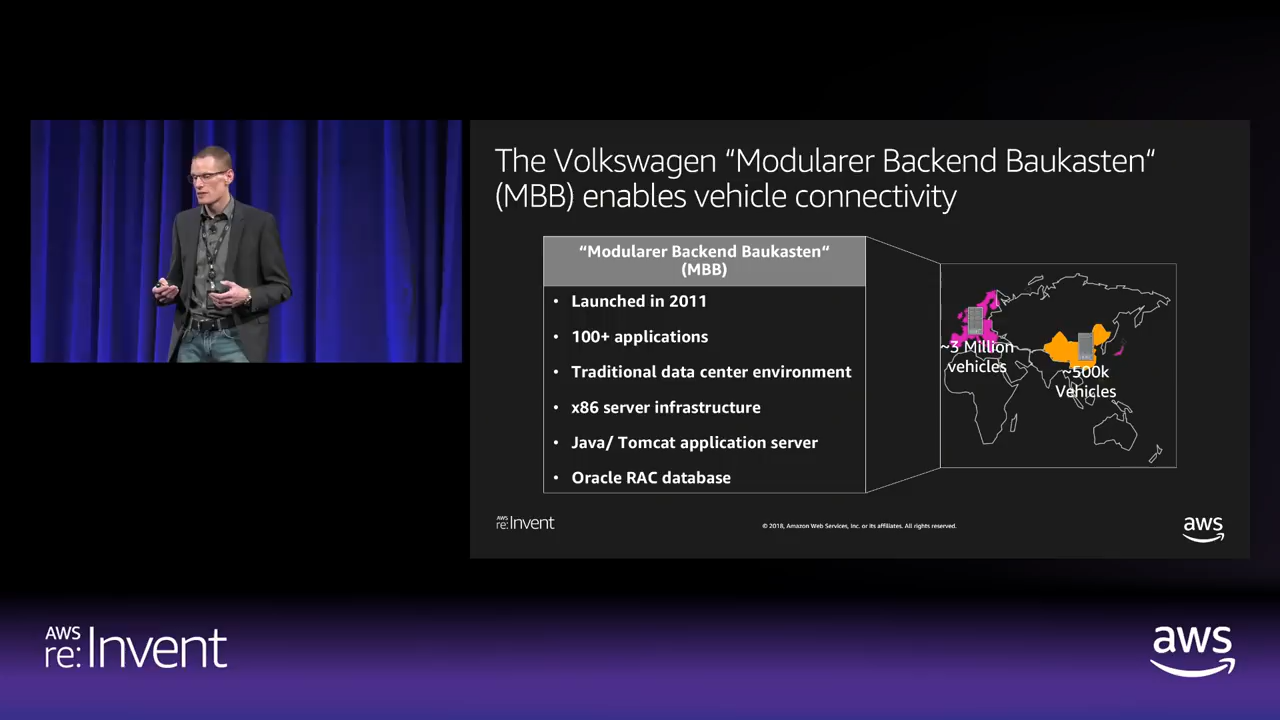 The Volkswagen “Modularer Backend Baukasten“
(MBB) enables vehicle connectivity
“Modularer Backend Baukasten“
(MBB)
• Launched in 2011
• 100+ applications
• Traditional data center environment
• x86 server infrastructure
• Java/ Tomcat application server
• Oracle RAC database
~3 Million
vehicles
~500k
Vehicles
AWS
re:Invent
© 2018, Amazon Web Services, Inc. or its affiliates. All rights reserved.
aws
AWS
re:Invent
aws